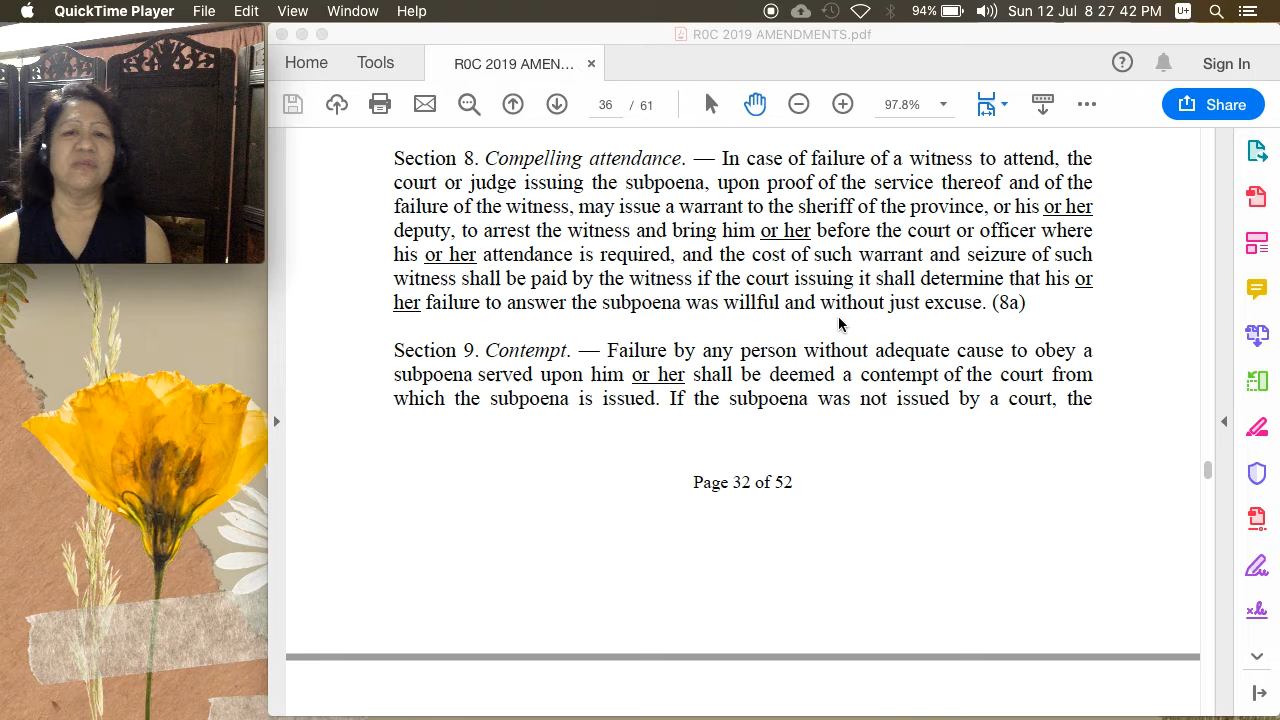 QuickTime Player File Edit View Window Help 94% Sun 12 Jul 8 27 42 PM U+
R0C 2019 AMENDMENTS.pdf
Home Tools R0C 2019 AMEN... × Sign In
36 / 61 97.8% Share
Section 8. Compelling attendance. — In case of failure of a witness to attend, the
court or judge issuing the subpoena, upon proof of the service thereof and of the
failure of the witness, may issue a warrant to the sheriff of the province, or his or her
deputy, to arrest the witness and bring him or her before the court or officer where
his or her attendance is required, and the cost of such warrant and seizure of such
witness shall be paid by the witness if the court issuing it shall determine that his or
her failure to answer the subpoena was willful and without just excuse. (8a)
Section 9. Contempt. — Failure by any person without adequate cause to obey a
subpoena served upon him or her shall be deemed a contempt of the court from
which the subpoena is issued. If the subpoena was not issued by a court, the
Page 32 of 52